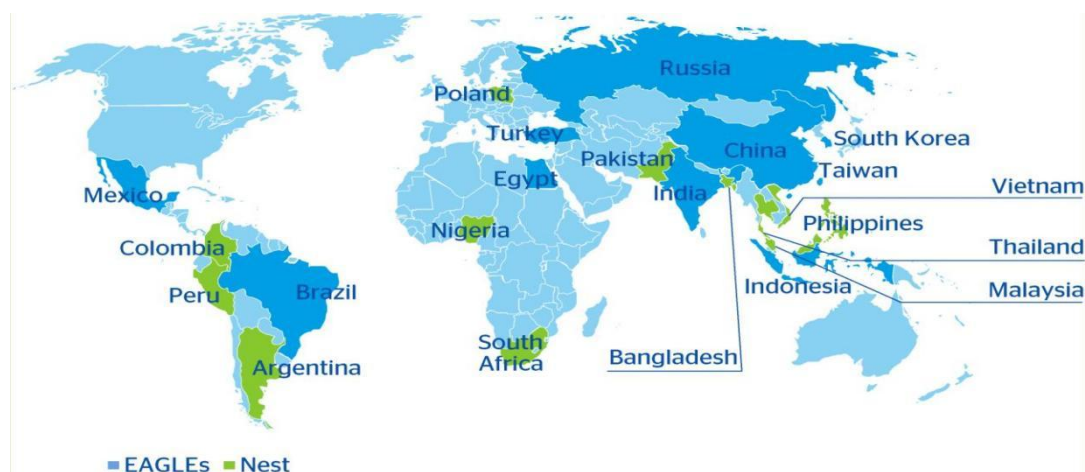 Russia
Poland
Turkey
South Korea
Pakistan
China
Mexico
Egypt
India
Taiwan
Vietnam
Nigeria
Philippines
Colombia
Thailand
Peru
Brazil
Indonesia
Malaysia
South
Africa
Bangladesh
Argentina
EAGLEs
Nest